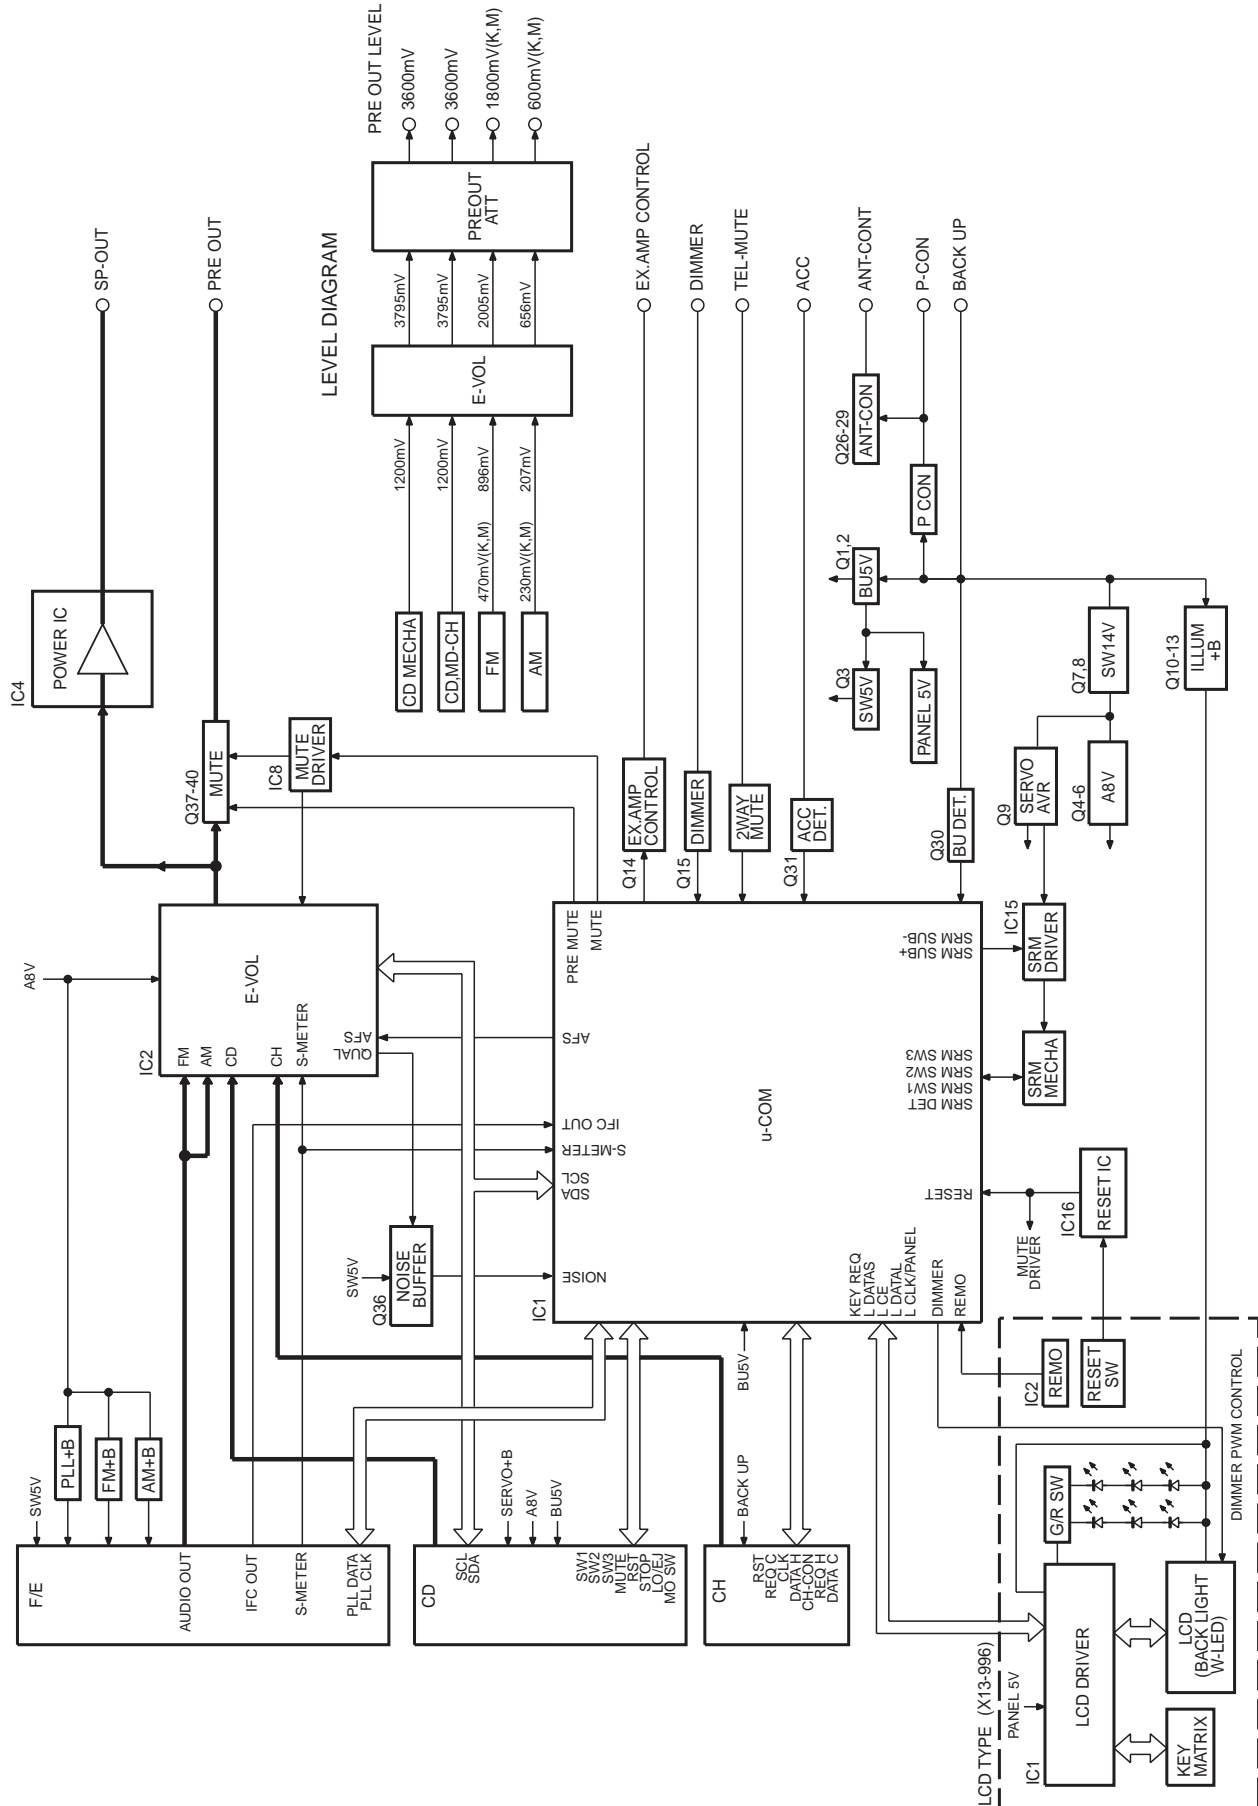 SW5V
PLL+B
FM+B
AM+B
A8V
F/E
AUDIO OUT
IFC OUT
S-METER
PLL DATA
PLL CLK
CD
SCL
SDA
SERVO+B
A8V
BU5V
SW1
SW2
SW3
MUTE
RST
STOP
LO/EJ
MO SW
CH
BACK UP
RST
REQ C
CLK
DATA H
CH-CON
REQ H
DATA C
IC2
E-VOL
FM
AM
CD
CH
S-METER
AFS
QUAL
SW5V
Q36
NOISE
BUFFER
IC4
POWER IC
SP-OUT
Q37-40
MUTE
PRE OUT
IC8
MUTE
DRIVER
IC1
u-COM
PRE MUTE
MUTE
AFS
IFC OUT
S-METER
SCL
SDA
NOISE
BU5V
KEY REQ
L DATAS
L CE
L DATAL
L CLK/PANEL
DIMMER
REMO
RESET
SRM DET
SRM SW1
SRM SW2
SRM SW3
SRM SUB+
SRM SUB-
LEVEL DIAGRAM
PRE OUT LEVEL
CD MECHA
1200mV
3795mV
3600mV
CD,MD-CH
1200mV
3795mV
3600mV
FM
470mV(K,M)
896mV
2005mV
1800mV(K,M)
AM
230mV(K,M)
207mV
656mV
600mV(K,M)
E-VOL
PREOUT
ATT
Q14
EX.AMP
CONTROL
EX.AMP CONTROL
Q15
DIMMER
DIMMER
2WAY
MUTE
TEL-MUTE
Q31
ACC
DET.
ACC
Q26-29
ANT-CON
ANT-CONT
P CON
P-CON
BACK UP
Q1,2
BU5V
Q3
SW5V
PANEL 5V
Q30
BU DET.
Q7,8
SW14V
Q10-13
ILLUM
+B
Q9
SERVO
AVR
Q4-6
A8V
IC15
SRM
DRIVER
SRM
MECHA
IC16
RESET IC
MUTE
DRIVER
LCD TYPE (X13-996)
IC2
REMO
RESET
SW
PANEL 5V
IC1
LCD DRIVER
G/R SW
LCD
(BACK LIGHT
W-LED)
KEY
MATRIX
DIMMER PWM CONTROL